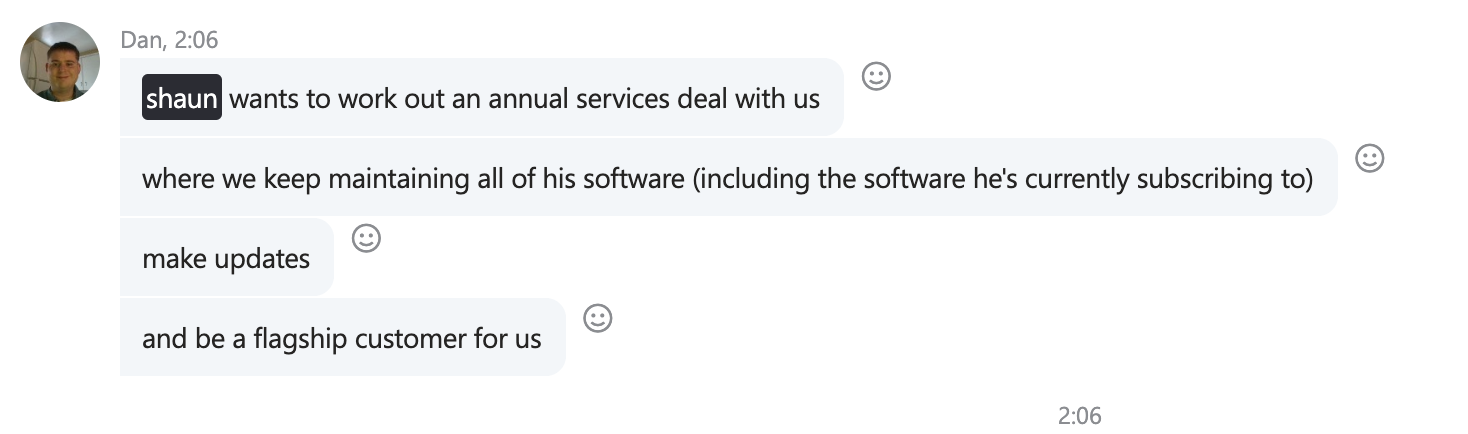 Dan, 2:06
shaun wants to work out an annual services deal with us
where we keep maintaining all of his software (including the software he's currently subscribing to)
make updates
and be a flagship customer for us
2:06